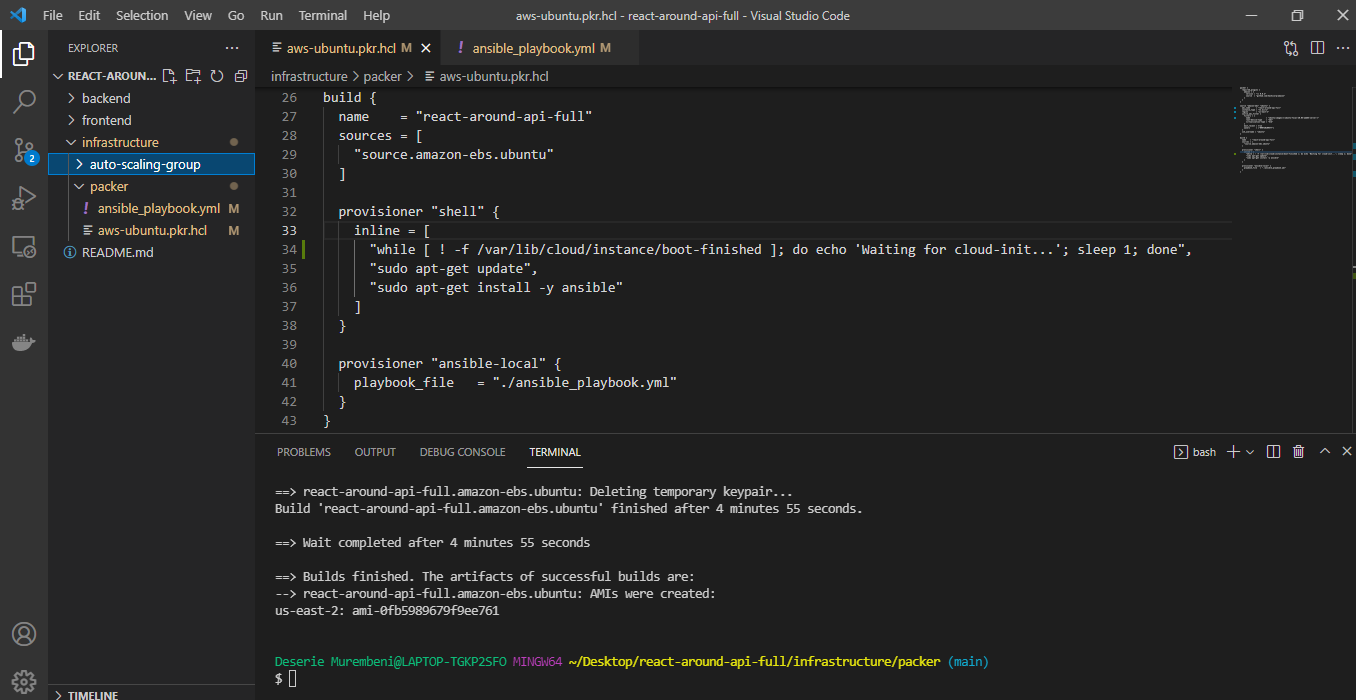 File Edit Selection View Go Run Terminal Help aws-ubuntu.pkr.hcl - react-around-api-full - Visual Studio Code
EXPLORER
REACT-AROUN...
backend
frontend
infrastructure
auto-scaling-group
packer
! ansible_playbook.yml M
aws-ubuntu.pkr.hcl M
README.md
2
TIMELINE
aws-ubuntu.pkr.hcl M ! ansible_playbook.yml M
infrastructure > packer > aws-ubuntu.pkr.hcl
26 build {
27 name    = "react-around-api-full"
28 sources = [
29 "source.amazon-ebs.ubuntu"
30 ]
31
32 provisioner "shell" {
33 inline = [
34 "while [ ! -f /var/lib/cloud/instance/boot-finished ]; do echo 'Waiting for cloud-init...'; sleep 1; done",
35 "sudo apt-get update",
36 "sudo apt-get install -y ansible"
37 ]
38 }
39
40 provisioner "ansible-local" {
41 playbook_file   = "./ansible_playbook.yml"
42 }
43 }
PROBLEMS OUTPUT DEBUG CONSOLE TERMINAL bash
==> react-around-api-full.amazon-ebs.ubuntu: Deleting temporary keypair...
Build 'react-around-api-full.amazon-ebs.ubuntu' finished after 4 minutes 55 seconds.
==> Wait completed after 4 minutes 55 seconds
==> Builds finished. The artifacts of successful builds are:
--> react-around-api-full.amazon-ebs.ubuntu: AMIs were created:
us-east-2: ami-0fb5989679f9ee761
Deserie Murembeni@LAPTOP-TGKP2SFO MINGW64 ~/Desktop/react-around-api-full/infrastructure/packer (main)
$